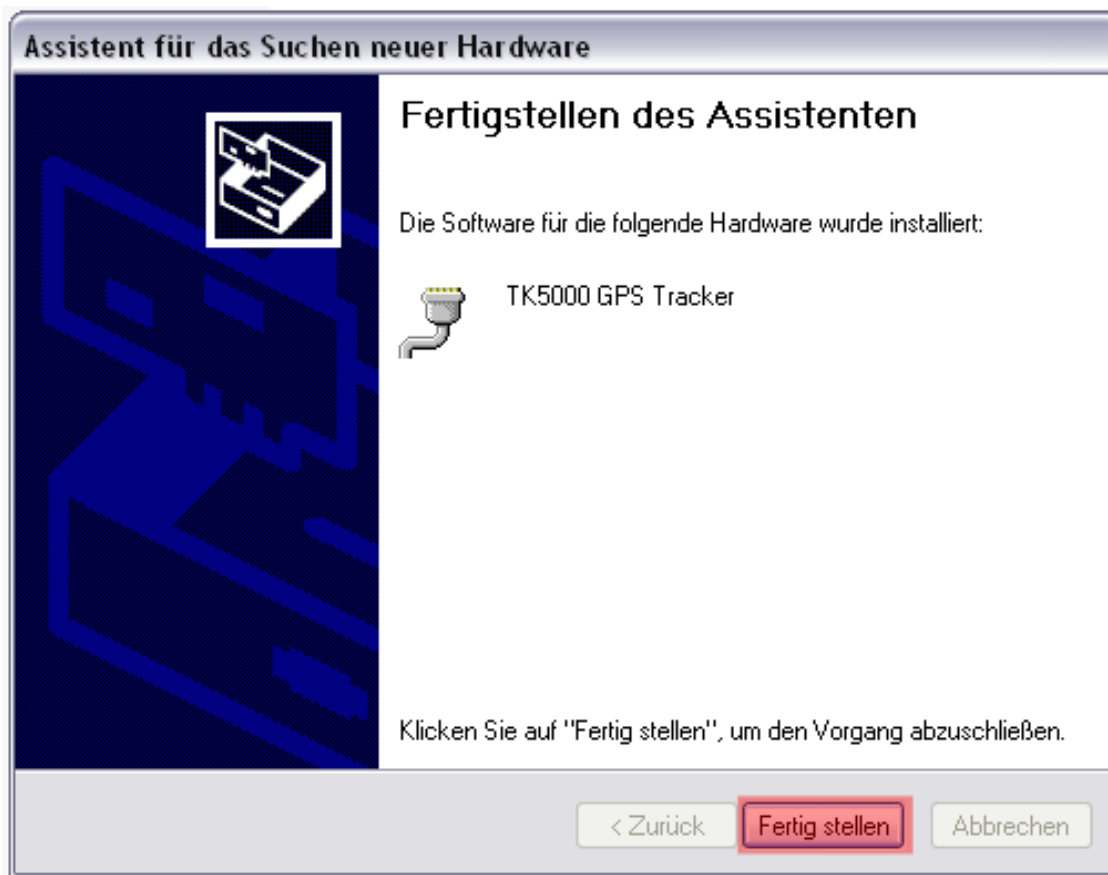 Assistent für das Suchen neuer Hardware
Fertigstellen des Assistenten
Die Software für die folgende Hardware wurde installiert:
TK5000 GPS Tracker
Klicken Sie auf "Fertig stellen", um den Vorgang abzuschließen.
< Zurück Fertig stellen Abbrechen